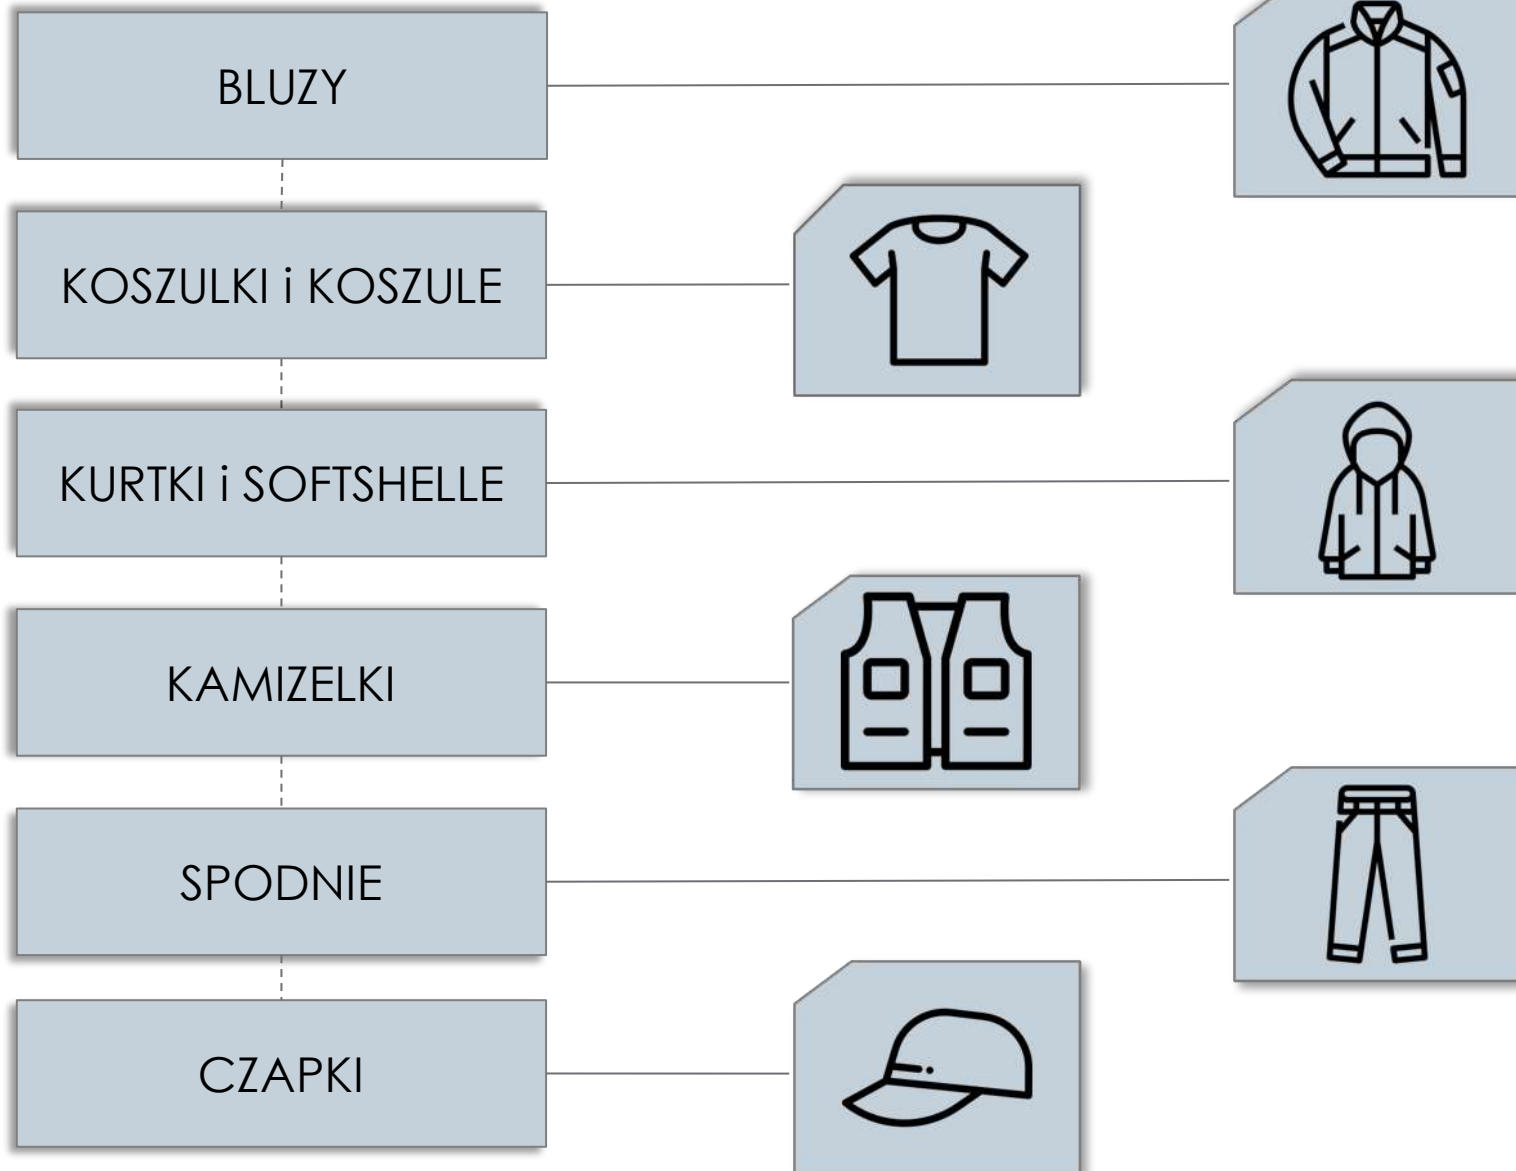 BLUZY
KOSZULKI i KOSZULE
KURTKI i SOFTSHELLE
KAMIZELKI
SPODNIE
CZAPKI